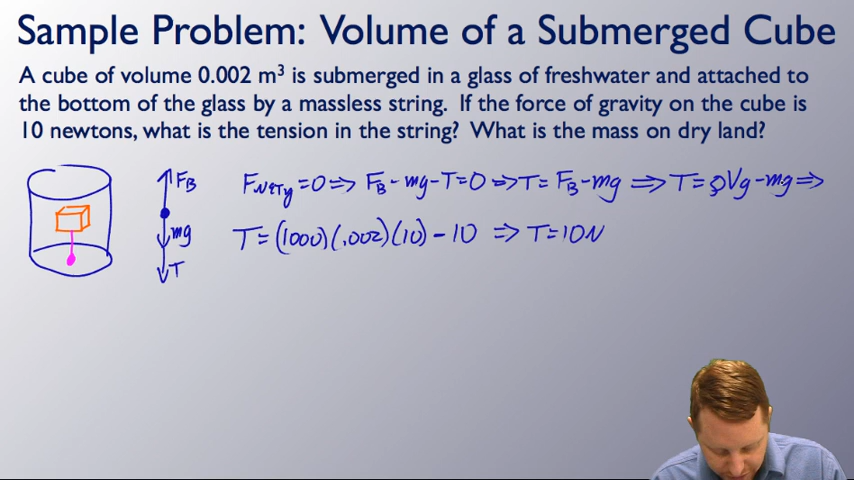 Sample Problem: Volume of a Submerged Cube
A cube of volume 0.002 m³ is submerged in a glass of freshwater and attached to
the bottom of the glass by a massless string. If the force of gravity on the cube is
10 newtons, what is the tension in the string? What is the mass on dry land?
F_B
mg
T
F_NETy = 0 => F_B - mg - T = 0 => T = F_B - mg => T = ρVg - mg =>
T = (1000)(.002)(10) - 10 => T = 10N